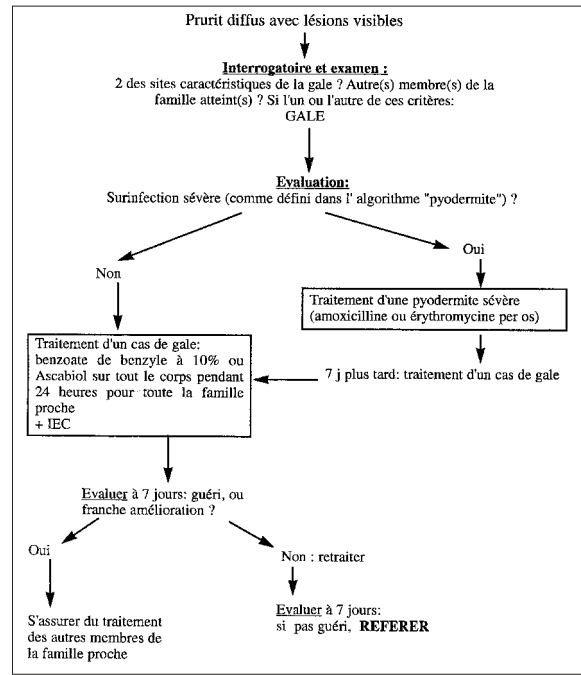 Prurit diffus avec lésions visibles
Interrogatoire et examen :
2 des sites caractéristiques de la gale ? Autre(s) membre(s) de la
famille atteint(s) ? Si l'un ou l'autre de ces critères:
GALE
Evaluation:
Surinfection sévère (comme défini dans l' algorithme "pyodermite") ?
Non
Oui
Traitement d'une pyodermite sévère
(amoxicilline ou érythromycine per os)
Traitement d'un cas de gale:
benzoate de benzyle à 10% ou
Ascabiol sur tout le corps pendant
24 heures pour toute la famille
proche
+ IEC
7 j plus tard: traitement d'un cas de gale
Evaluer à 7 jours: guéri, ou
franche amélioration ?
Oui
Non : retraiter
S'assurer du traitement
des autres membres de
la famille proche
Evaluer à 7 jours:
si pas guéri, REFERER